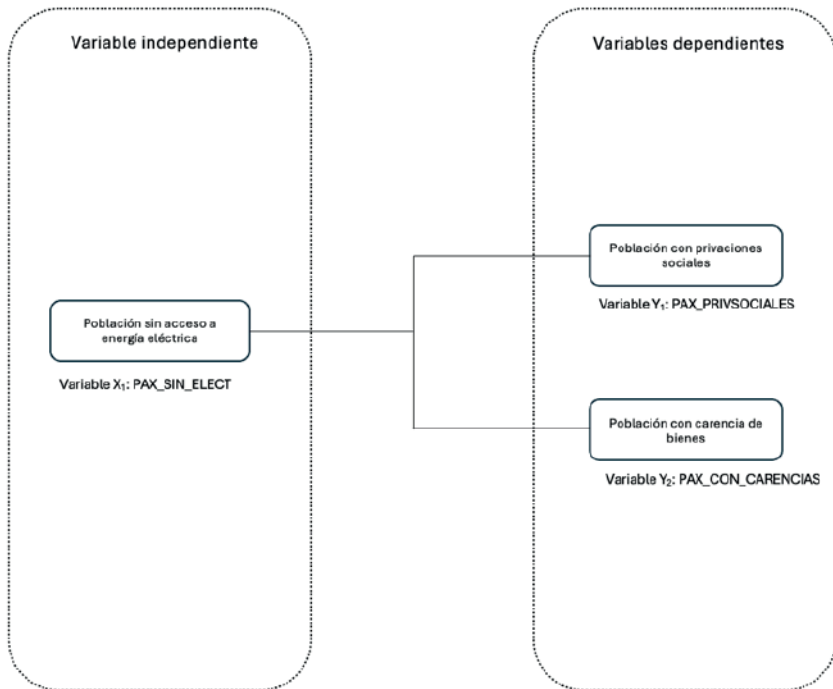 Variable independiente
Variables dependientes
Población con privaciones
sociales
Variable Y₁: PAX_PRIVSOCIALES
Población sin acceso a
energía eléctrica
Variable X₁: PAX_SIN_ELECT
Población con carencia de
bienes
Variable Y₂: PAX_CON_CARENCIAS